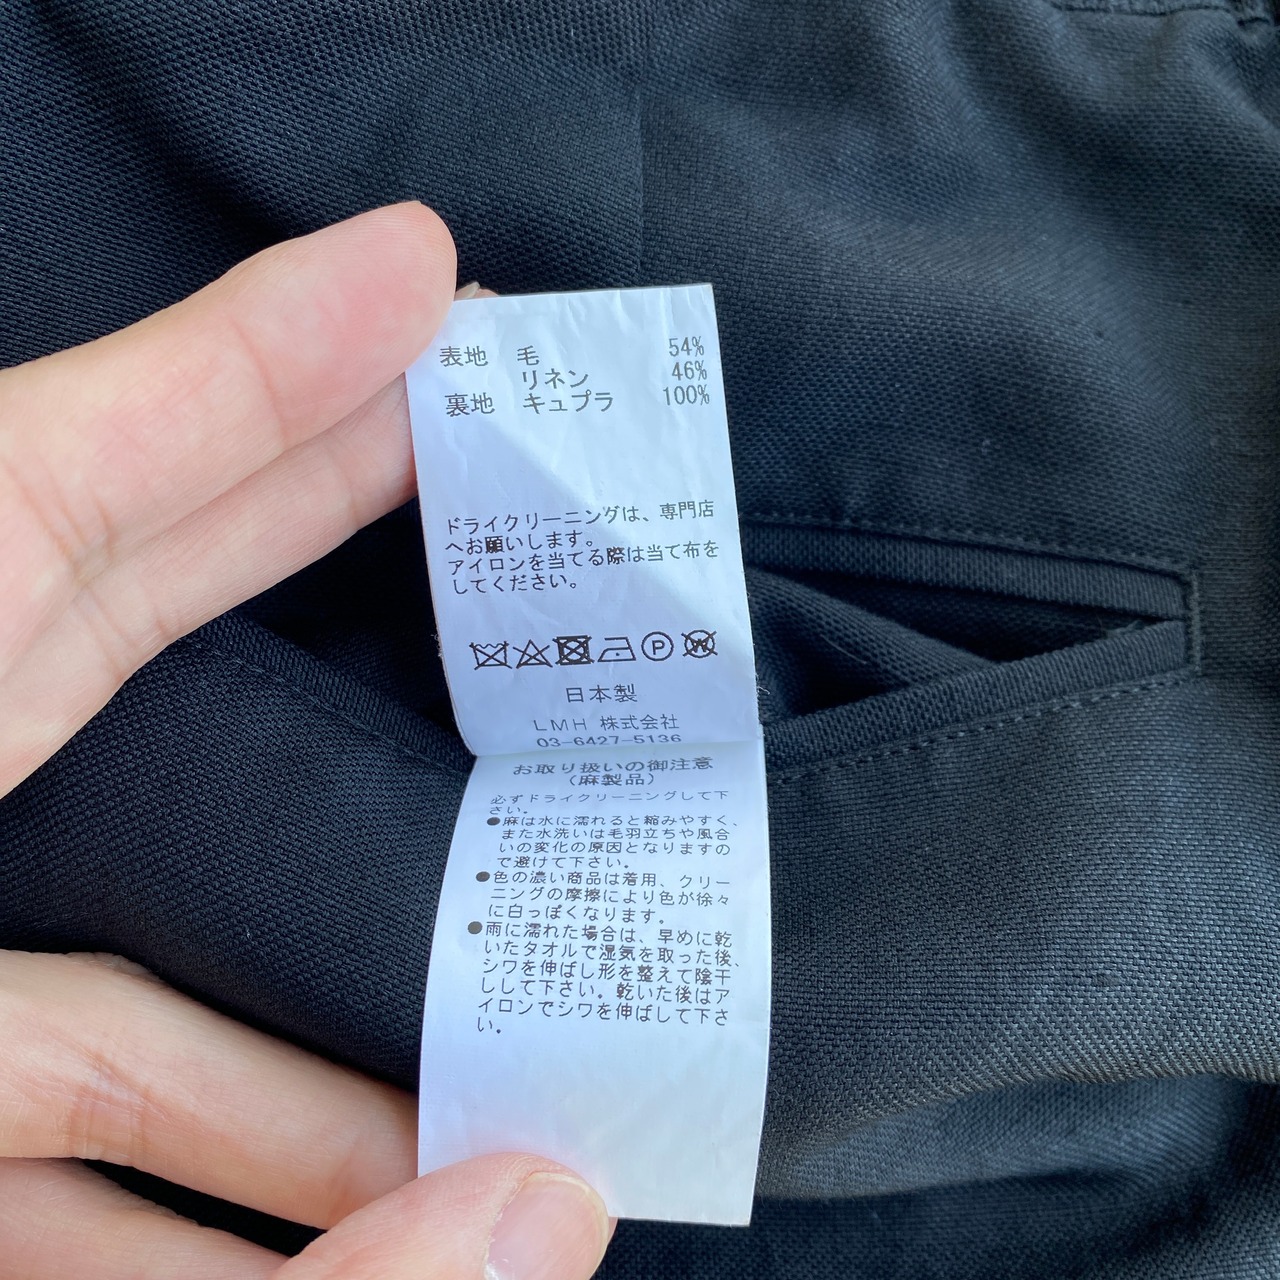 表地 毛 54%
リネン 46%
裏地 キュプラ 100%
ドライクリーニングは、専門店
へお願いします。
アイロンを当てる際は当て布を
してください。
P
W
日本製
LMH 株式会社
03-6427-5136
お取り扱いの御注意
(麻製品)
必ずドライクリーニングして下
さい。
●麻は水に濡れると縮みやすく、
また水洗いは毛羽立ちや風合
いの変化の原因となりますの
で避けて下さい。
●色の濃い商品は着用、クリー
ニングの摩擦により色が徐々
に白っぽくなります。
●雨に濡れた場合は、早めに乾
いたタオルで湿気を取った後、
シワを伸ばし形を整えて陰干
しして下さい。乾いた後はア
イロンでシワを伸ばして下さ
い。